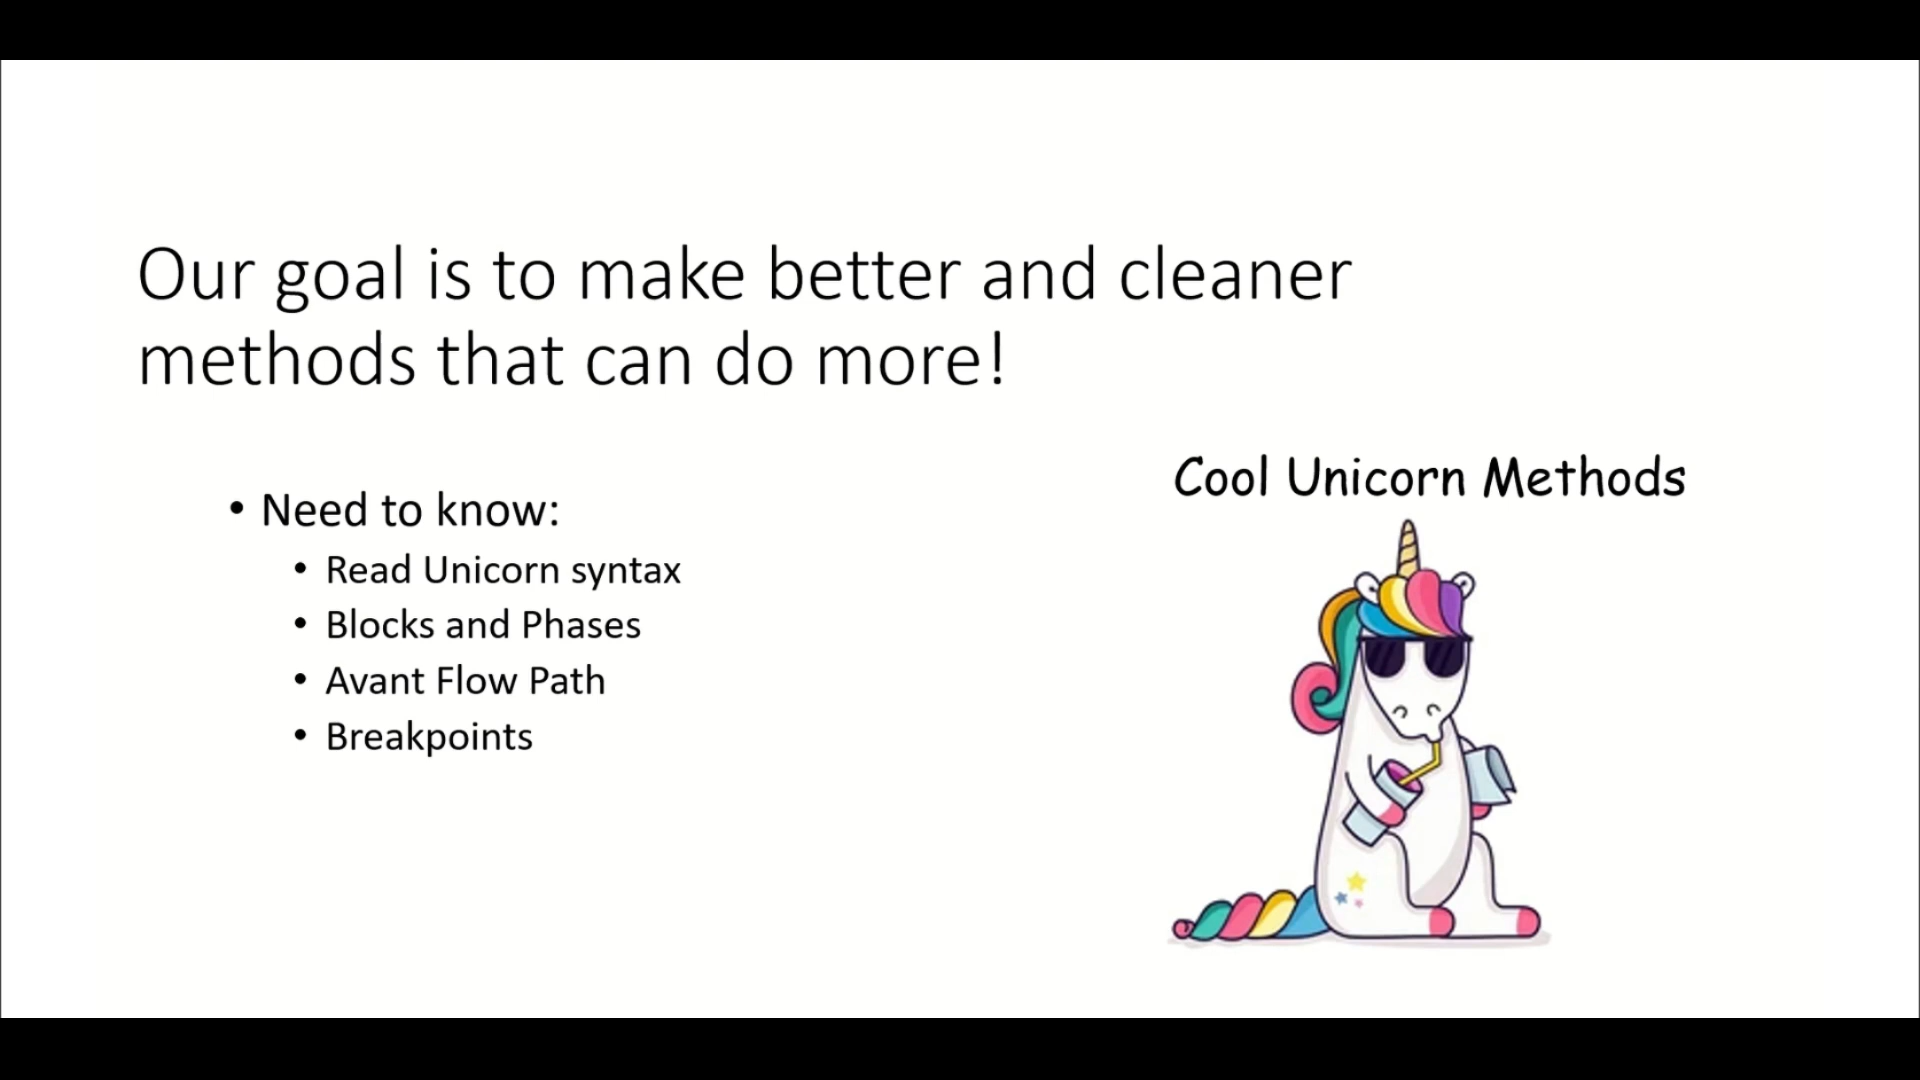 Our goal is to make better and cleaner
methods that can do more!
• Need to know:
• Read Unicorn syntax
• Blocks and Phases
• Avant Flow Path
• Breakpoints
Cool Unicorn Methods